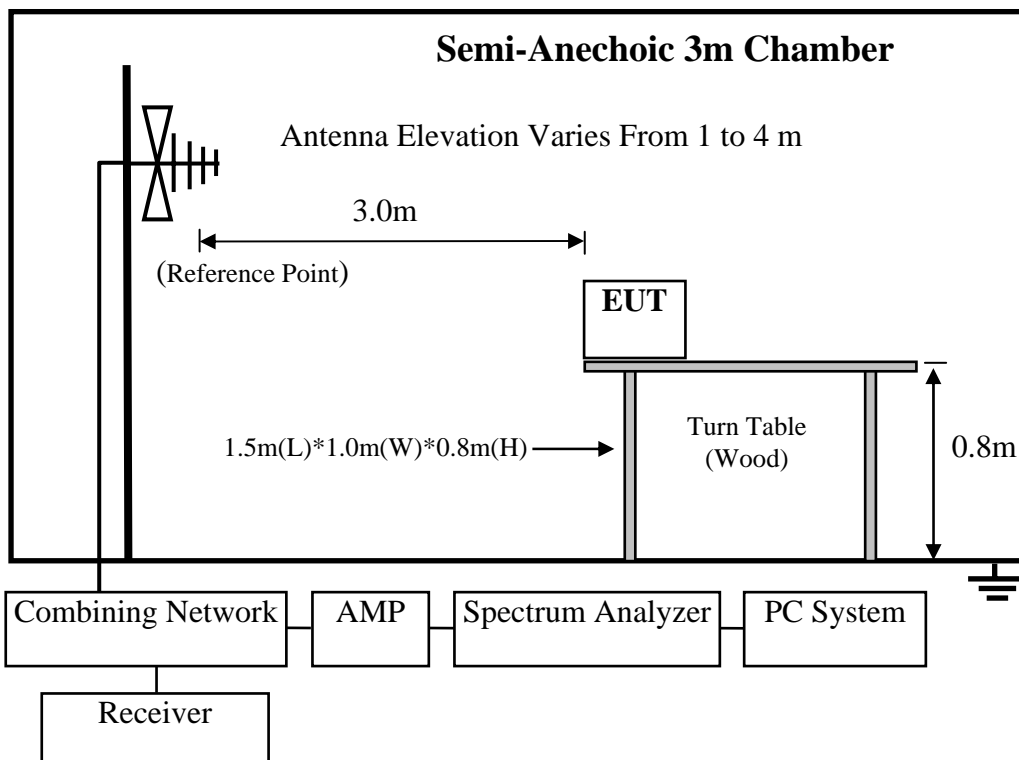 Semi-Anechoic 3m Chamber
Antenna Elevation Varies From 1 to 4 m
3.0m
(Reference Point)
EUT
1.5m(L)*1.0m(W)*0.8m(H)
Turn Table
(Wood)
0.8m
Combining Network
AMP
Spectrum Analyzer
PC System
Receiver